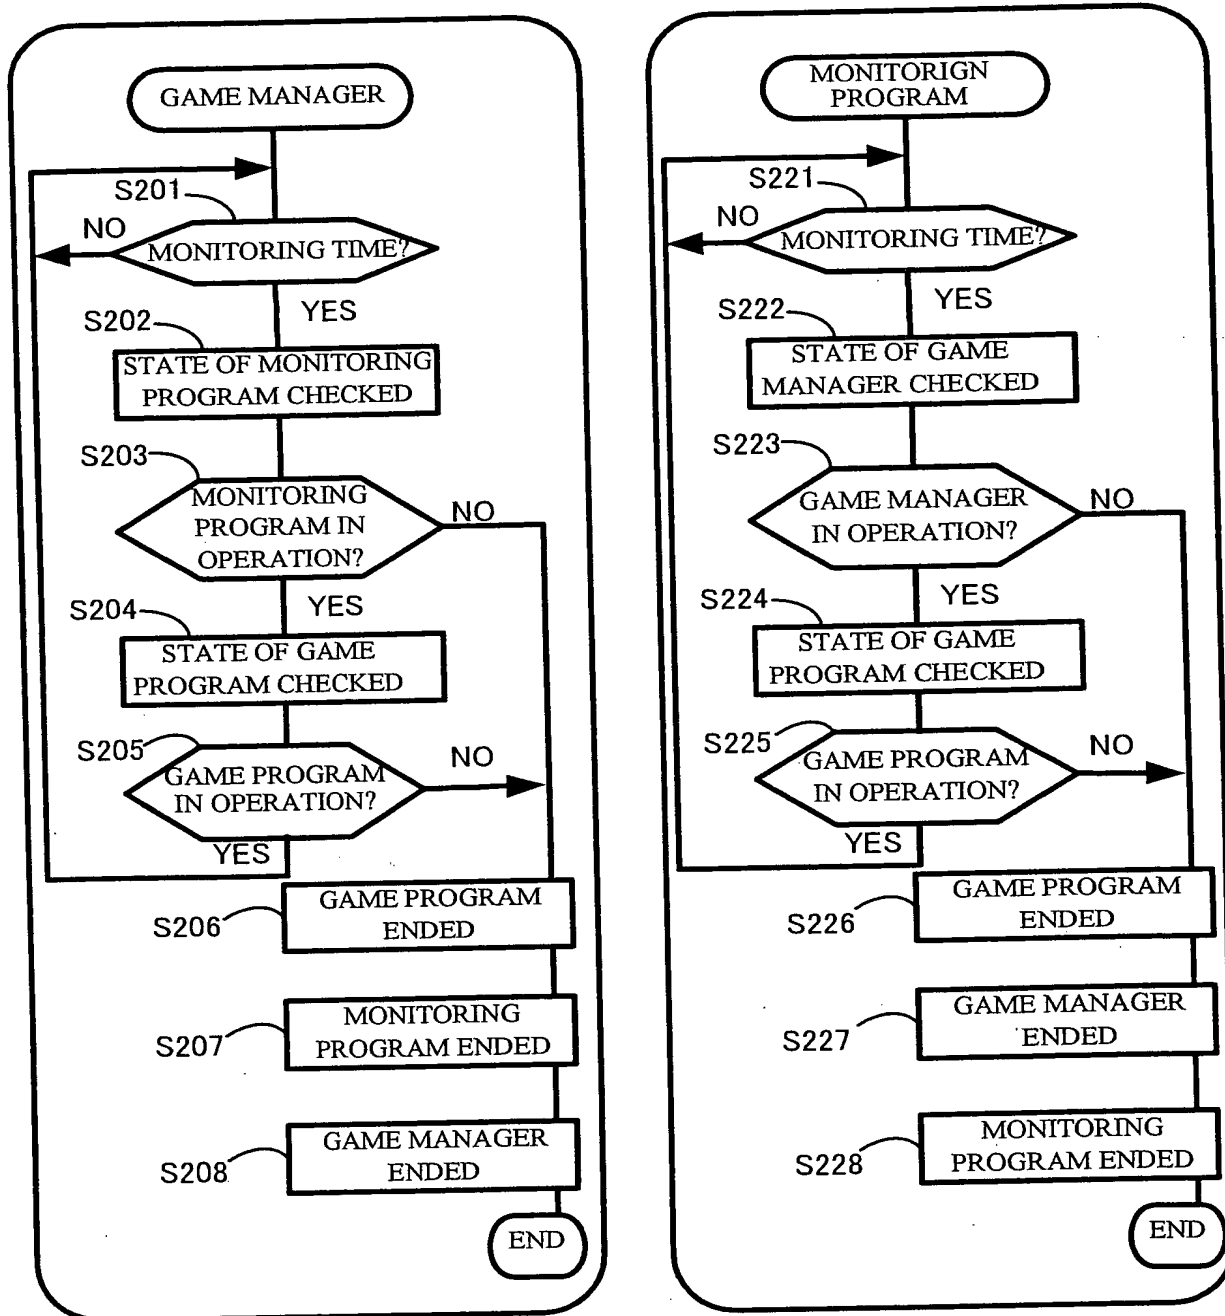 GAME MANAGER
S201
NO
MONITORING TIME?
YES
S202
STATE OF MONITORING
PROGRAM CHECKED
S203
MONITORING
PROGRAM IN
OPERATION?
NO
YES
S204
STATE OF GAME
PROGRAM CHECKED
S205
GAME PROGRAM
IN OPERATION?
NO
YES
GAME PROGRAM
ENDED
S206
MONITORING
PROGRAM ENDED
S207
GAME MANAGER
ENDED
S208
END
MONITORIGN
PROGRAM
S221
NO
MONITORING TIME?
YES
S222
STATE OF GAME
MANAGER CHECKED
S223
GAME MANAGER
IN OPERATION?
NO
YES
S224
STATE OF GAME
PROGRAM CHECKED
S225
GAME PROGRAM
IN OPERATION?
NO
YES
GAME PROGRAM
ENDED
S226
GAME MANAGER
ENDED
S227
MONITORING
PROGRAM ENDED
S228
END